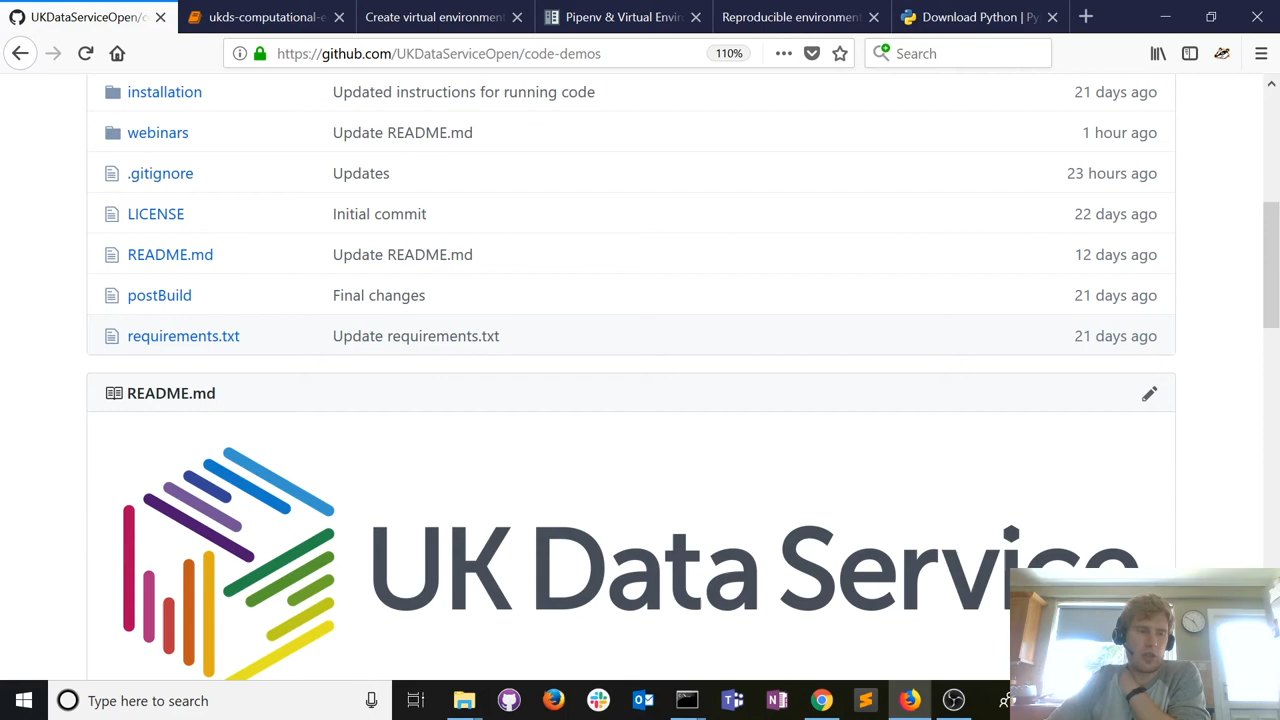 UKDataServiceOpen/c
ukds-computational-e
Create virtual environment
Pipenv & Virtual Envi
Reproducible environmen
Download Python | Py
https://github.com/UKDataServiceOpen/code-demos
110%
Search
installation Updated instructions for running code 21 days ago
webinars Update README.md 1 hour ago
.gitignore Updates 23 hours ago
LICENSE Initial commit 22 days ago
README.md Update README.md 12 days ago
postBuild Final changes 21 days ago
requirements.txt Update requirements.txt 21 days ago
README.md
UK Data Service
Type here to search